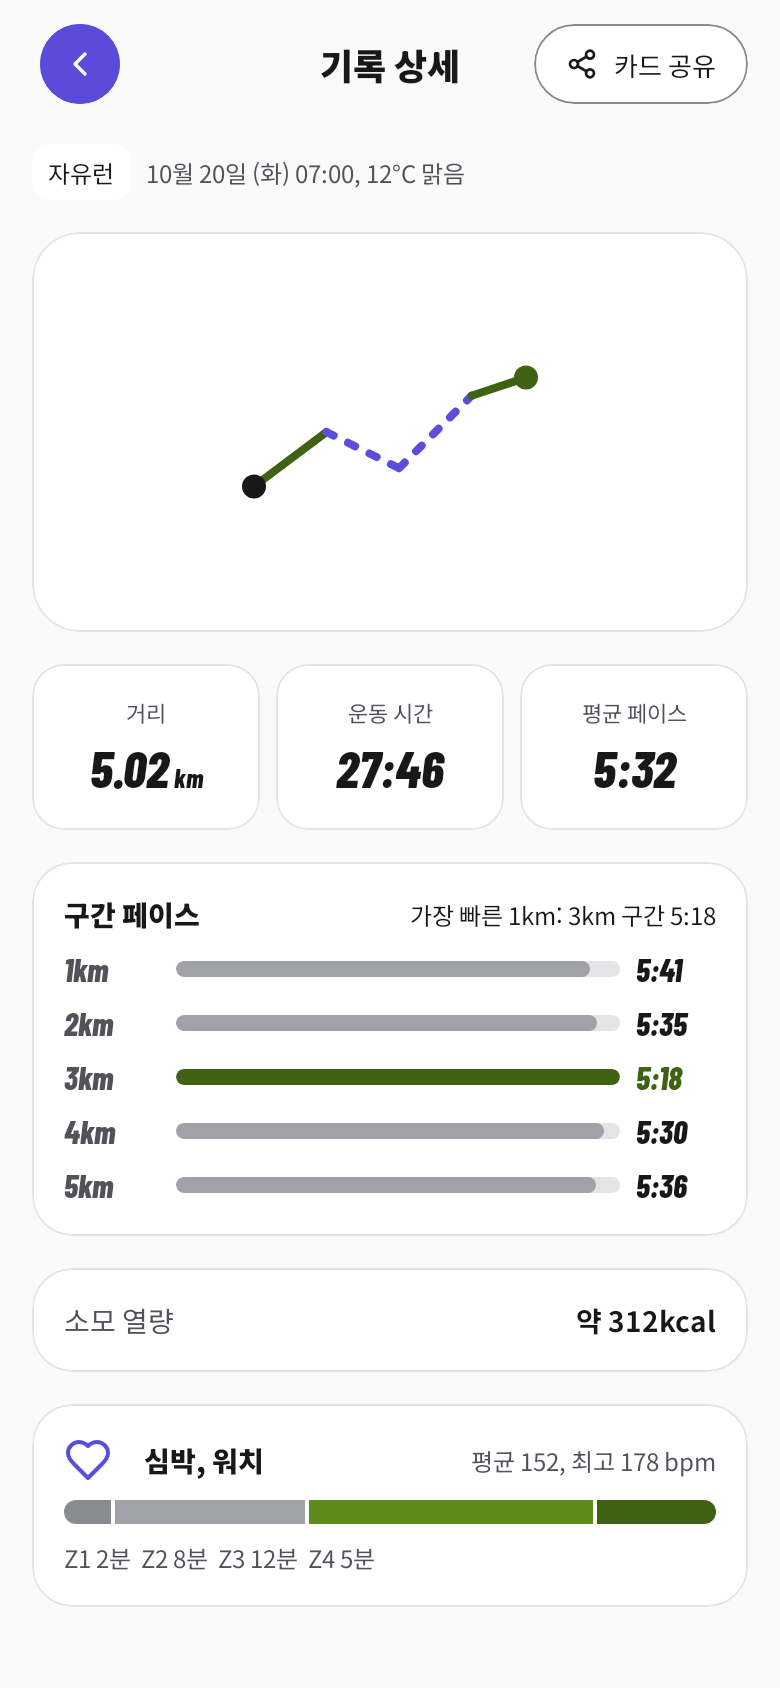 기록 상세
카드 공유
자유런 10월 20일 (화) 07:00, 12°C 맑음
거리 운동 시간 평균 페이스
5.02 km 27:46 5:32
구간 페이스 가장 빠른 1km: 3km 구간 5:18
1km 5:41
2km 5:35
3km 5:18
4km 5:30
5km 5:36
소모 열량 약 312kcal
심박, 워치 평균 152, 최고 178 bpm
Z1 2분 Z2 8분 Z3 12분 Z4 5분